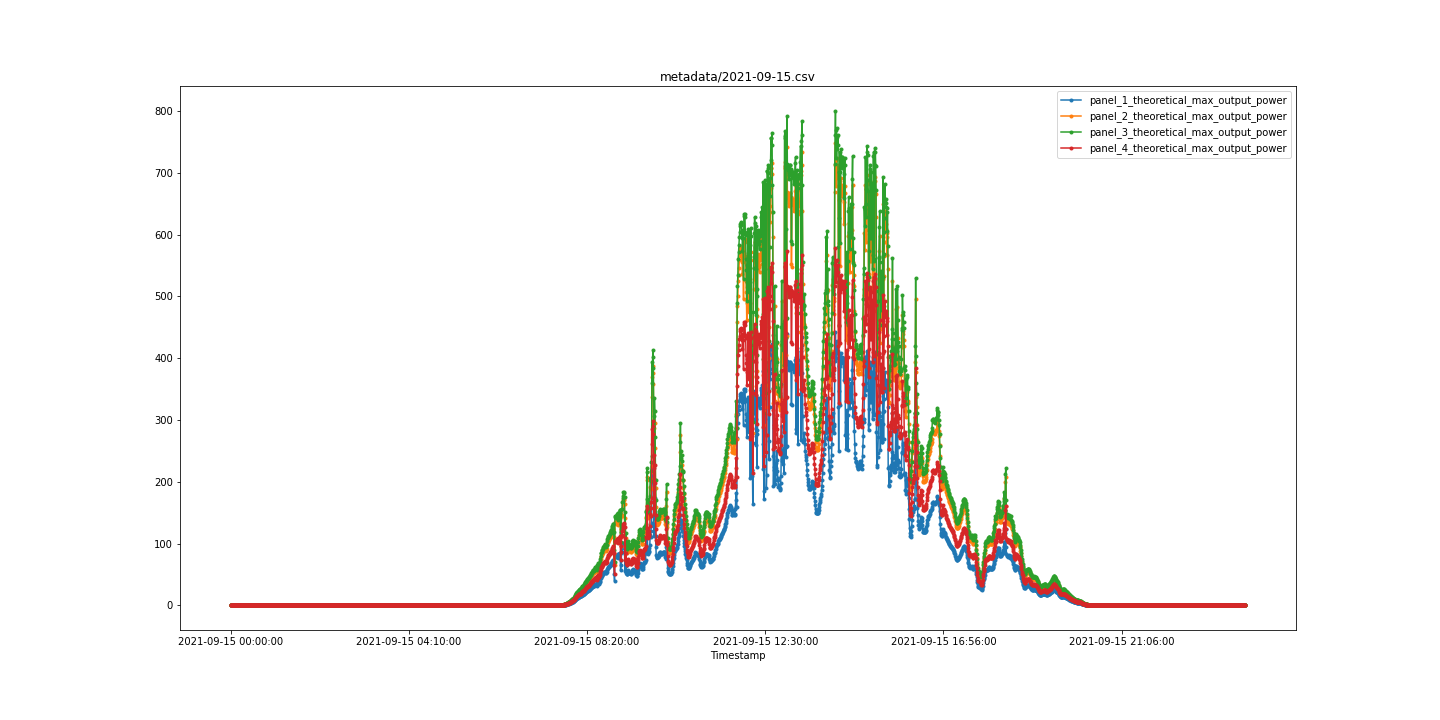 metadata/2021-09-15.csv
panel_1_theoretical_max_output_power
panel_2_theoretical_max_output_power
panel_3_theoretical_max_output_power
panel_4_theoretical_max_output_power
800
700
600
500
400
300
200
100
0
2021-09-15 00:00:00 2021-09-15 04:10:00 2021-09-15 08:20:00 2021-09-15 12:30:00 2021-09-15 16:56:00 2021-09-15 21:06:00
Timestamp